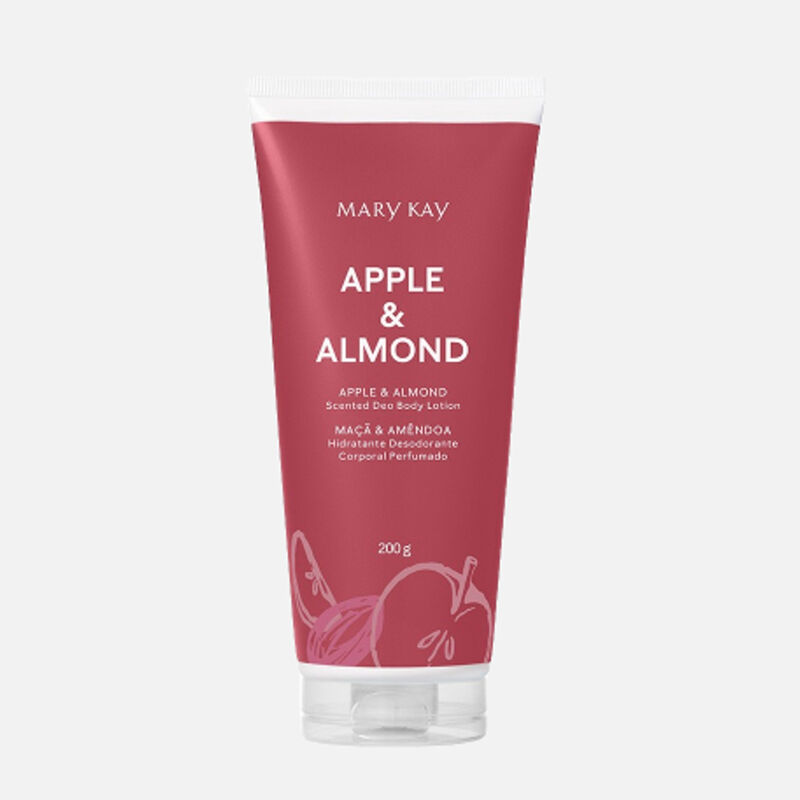 MARY KAY
APPLE
&
ALMOND
APPLE & ALMOND
Scented Deo Body Lotion
MAÇÃ & AMÊNDOA
Hidratante Desodorante
Corporal Perfumado
200 g